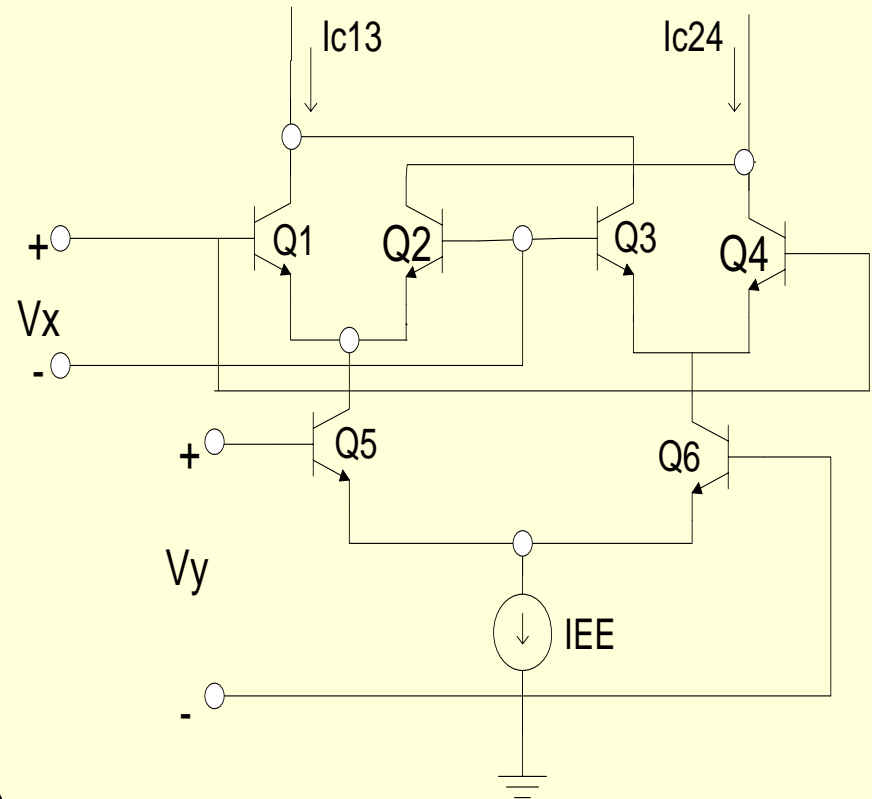 Ic13
Ic24
Q1
Q2
Q3
Q4
+
Vx
-
Q5
Q6
+
Vy
IEE
-